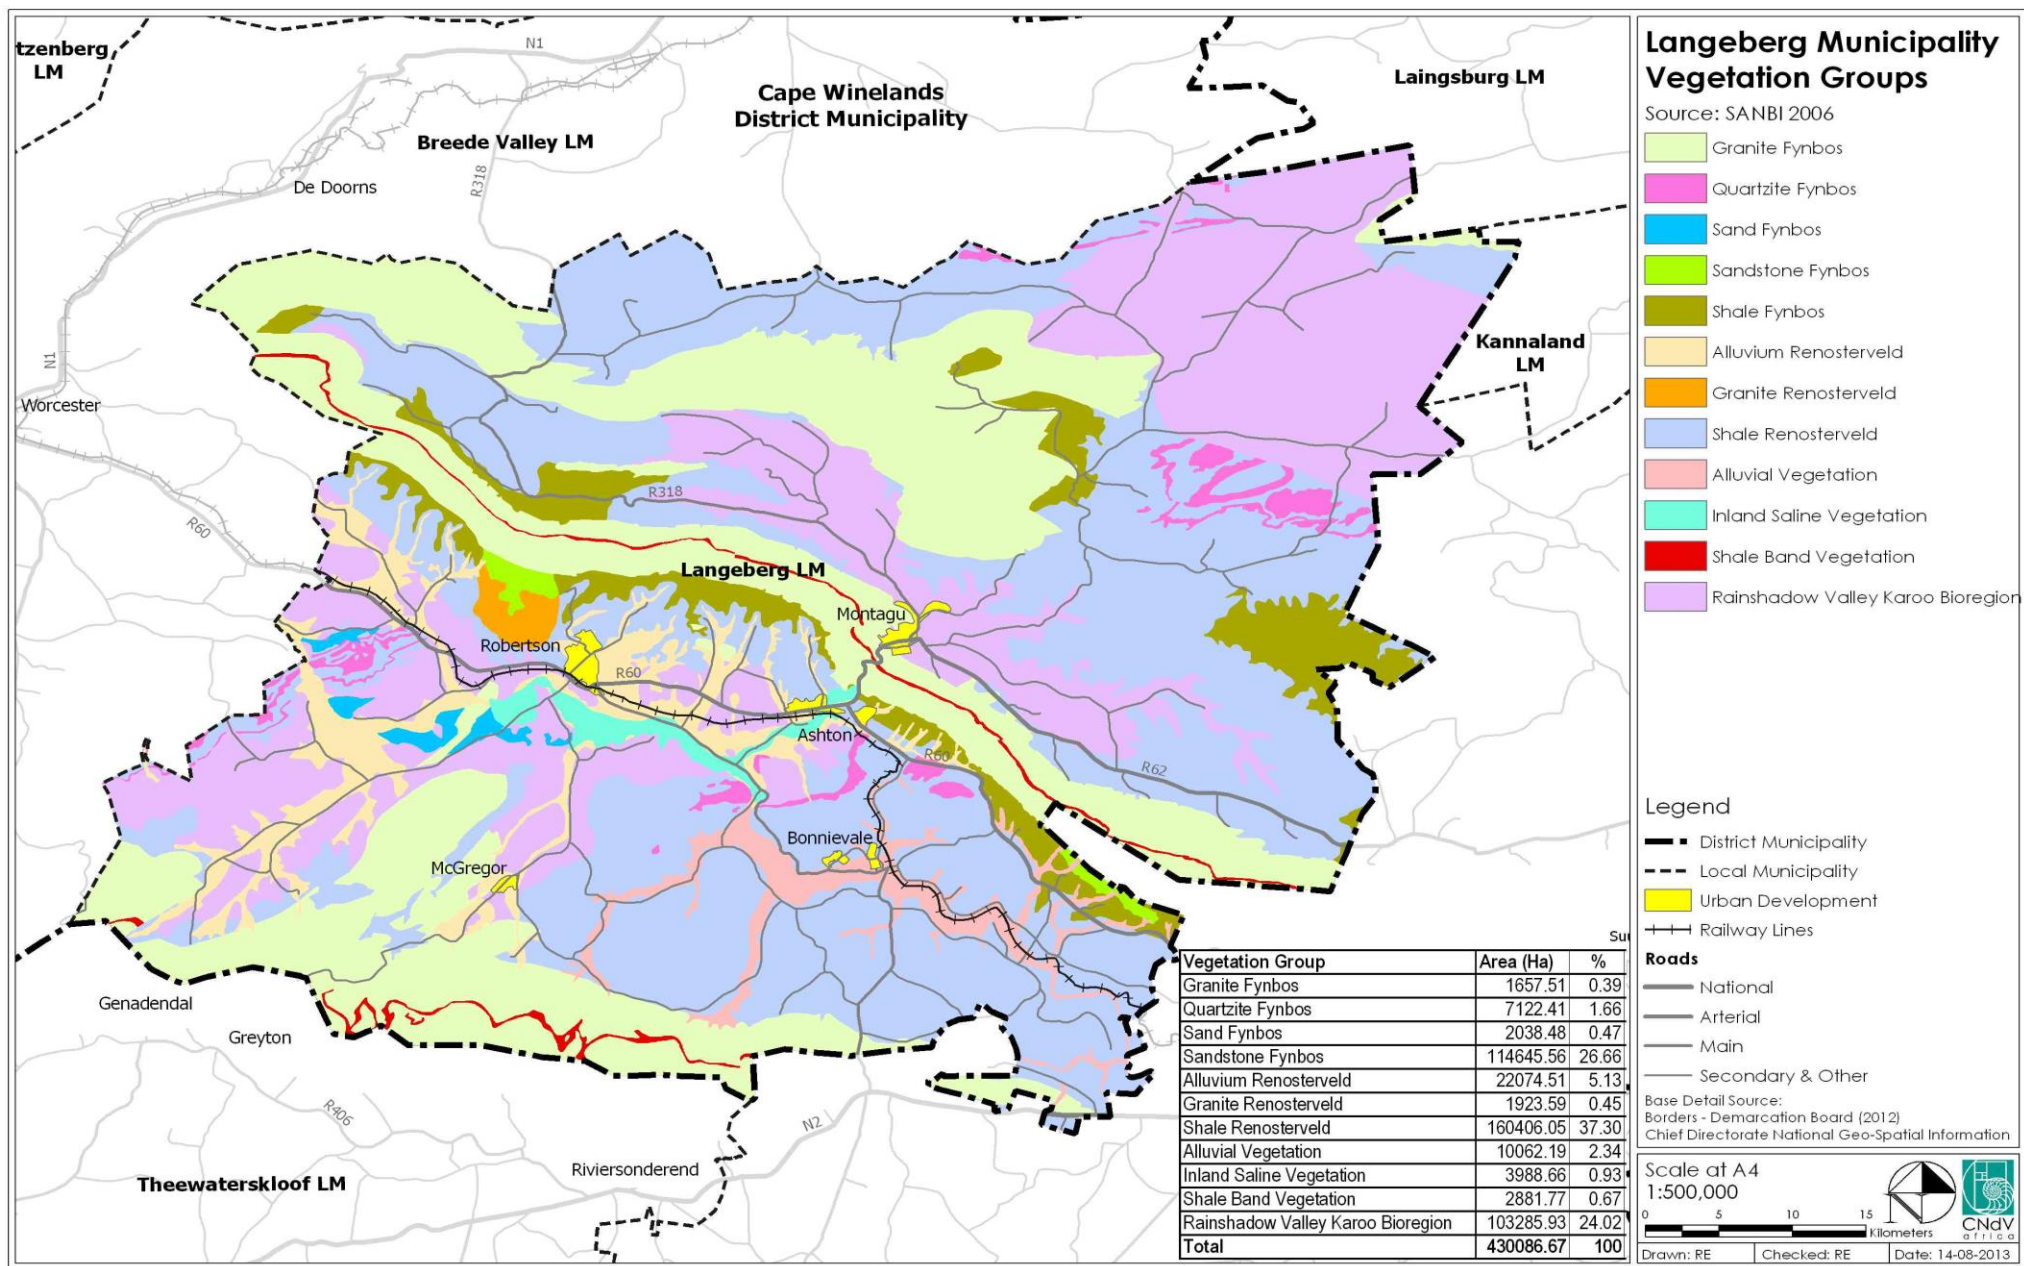 tzenberg
LM
N1
Cape Winelands
District Municipality
Laingsburg LM
Breede Valley LM
R318
De Doorns
N1
Kannaland
LM
Worcester
R318
R60
Langeberg LM
Montagu
Robertson
R60
Ashton
R60
R62
Bonnievale
McGregor
Genadendal
Greyton
R406
N2
Riviersonderend
Theewaterskloof LM
Su
Vegetation Group Area (Ha) %
Granite Fynbos 1657.51 0.39
Quartzite Fynbos 7122.41 1.66
Sand Fynbos 2038.48 0.47
Sandstone Fynbos 114645.56 26.66
Alluvium Renosterveld 22074.51 5.13
Granite Renosterveld 1923.59 0.45
Shale Renosterveld 160406.05 37.30
Alluvial Vegetation 10062.19 2.34
Inland Saline Vegetation 3988.66 0.93
Shale Band Vegetation 2881.77 0.67
Rainshadow Valley Karoo Bioregion 103285.93 24.02
Total 430086.67 100
Langeberg Municipality
Vegetation Groups
Source: SANBI 2006
Granite Fynbos
Quartzite Fynbos
Sand Fynbos
Sandstone Fynbos
Shale Fynbos
Alluvium Renosterveld
Granite Renosterveld
Shale Renosterveld
Alluvial Vegetation
Inland Saline Vegetation
Shale Band Vegetation
Rainshadow Valley Karoo Bioregion
Legend
District Municipality
Local Municipality
Urban Development
Railway Lines
Roads
National
Arterial
Main
Secondary & Other
Base Detail Source:
Borders - Demarcation Board (2012)
Chief Directorate National Geo-Spatial Information
Scale at A4
1:500,000
0 5 10 15
Kilometers
CNdV
africa
Drawn: RE Checked: RE Date: 14-08-2013